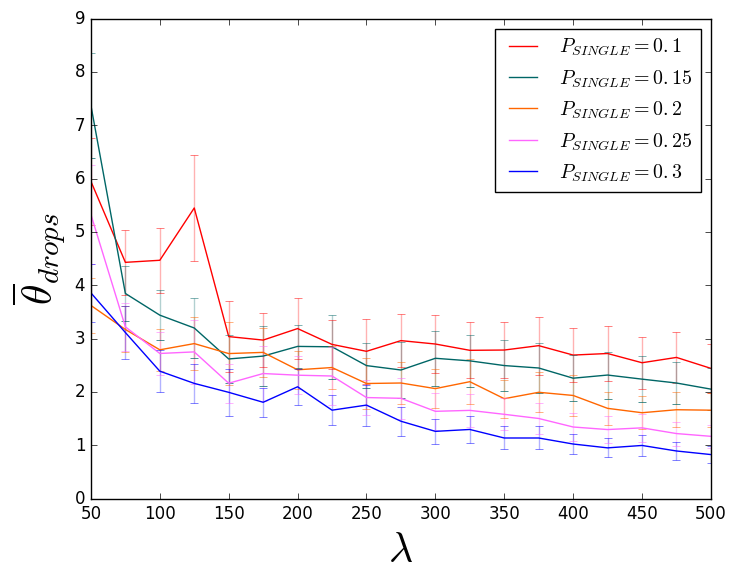 9
8
7
6
5
4
3
2
1
0
50
100
150
200
250
300
350
400
450
500
λ
θ̅_drops
P_SINGLE = 0.1
P_SINGLE = 0.15
P_SINGLE = 0.2
P_SINGLE = 0.25
P_SINGLE = 0.3